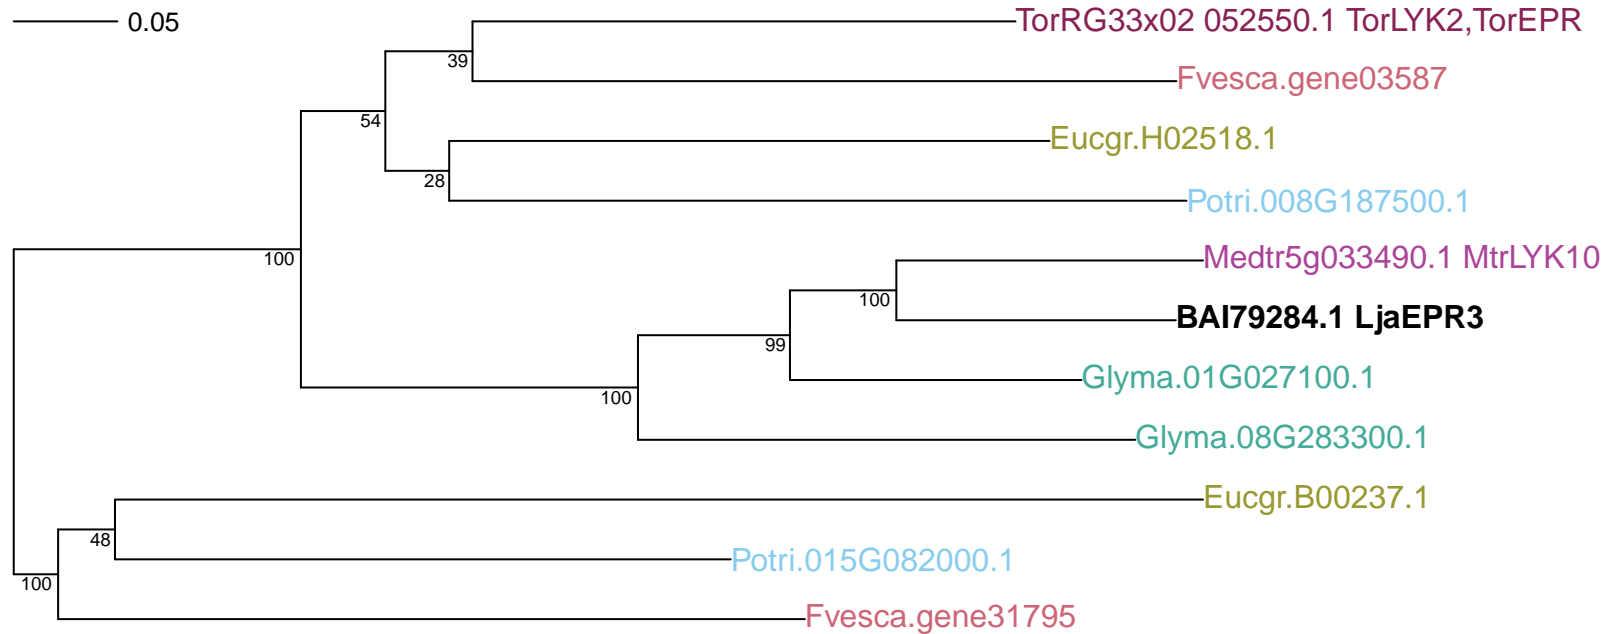 0.05
TorRG33x02 052550.1 TorLYK2,TorEPR
39
Fvesca.gene03587
54
Eucgr.H02518.1
28
Potri.008G187500.1
100
Medtr5g033490.1 MtrLYK10
100
BAI79284.1 LjaEPR3
99
Glyma.01G027100.1
100
Glyma.08G283300.1
Eucgr.B00237.1
48
Potri.015G082000.1
100
Fvesca.gene31795